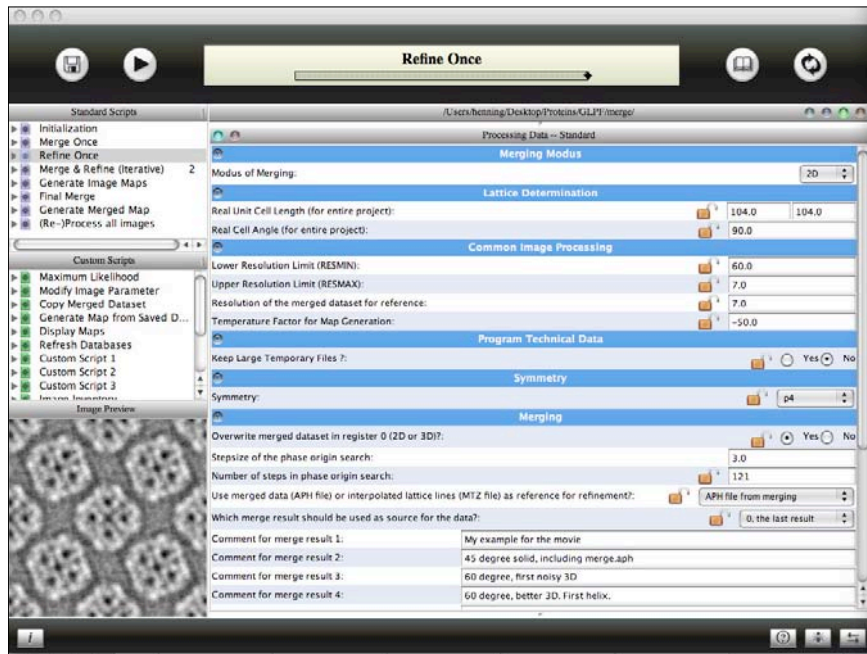 Refine Once
Standard Scripts
/Users/henning/Desktop/Proteins/GLPF/merge/
Initialization
Merge Once
Refine Once
Merge & Refine (Iterative) 2
Generate Image Maps
Final Merge
Generate Merged Map
(Re-)Process all images
Custom Scripts
Maximum Likelihood
Modify Image Parameter
Copy Merged Dataset
Generate Map from Saved D...
Display Maps
Refresh Databases
Custom Script 1
Custom Script 2
Custom Script 3
Image Inventory
Image Preview
Processing Data -- Standard
Merging Modus
Modus of Merging: 2D
Lattice Determination
Real Unit Cell Length (for entire project): 104.0 104.0
Real Cell Angle (for entire project): 90.0
Common Image Processing
Lower Resolution Limit (RESMIN): 60.0
Upper Resolution Limit (RESMAX): 7.0
Resolution of the merged dataset for reference: 7.0
Temperature Factor for Map Generation: -50.0
Program Technical Data
Keep Large Temporary Files ?: Yes No
Symmetry
Symmetry: p4
Merging
Overwrite merged dataset in register 0 (2D or 3D)?: Yes No
Stepsize of the phase origin search: 3.0
Number of steps in phase origin search: 121
Use merged data (APH file) or interpolated lattice lines (MTZ file) as reference for refinement?: APH file from merging
Which merge result should be used as source for the data?: 0, the last result
Comment for merge result 1: My example for the movie
Comment for merge result 2: 45 degree solid, including merge.aph
Comment for merge result 3: 60 degree, first noisy 3D
Comment for merge result 4: 60 degree, better 3D. First helix.